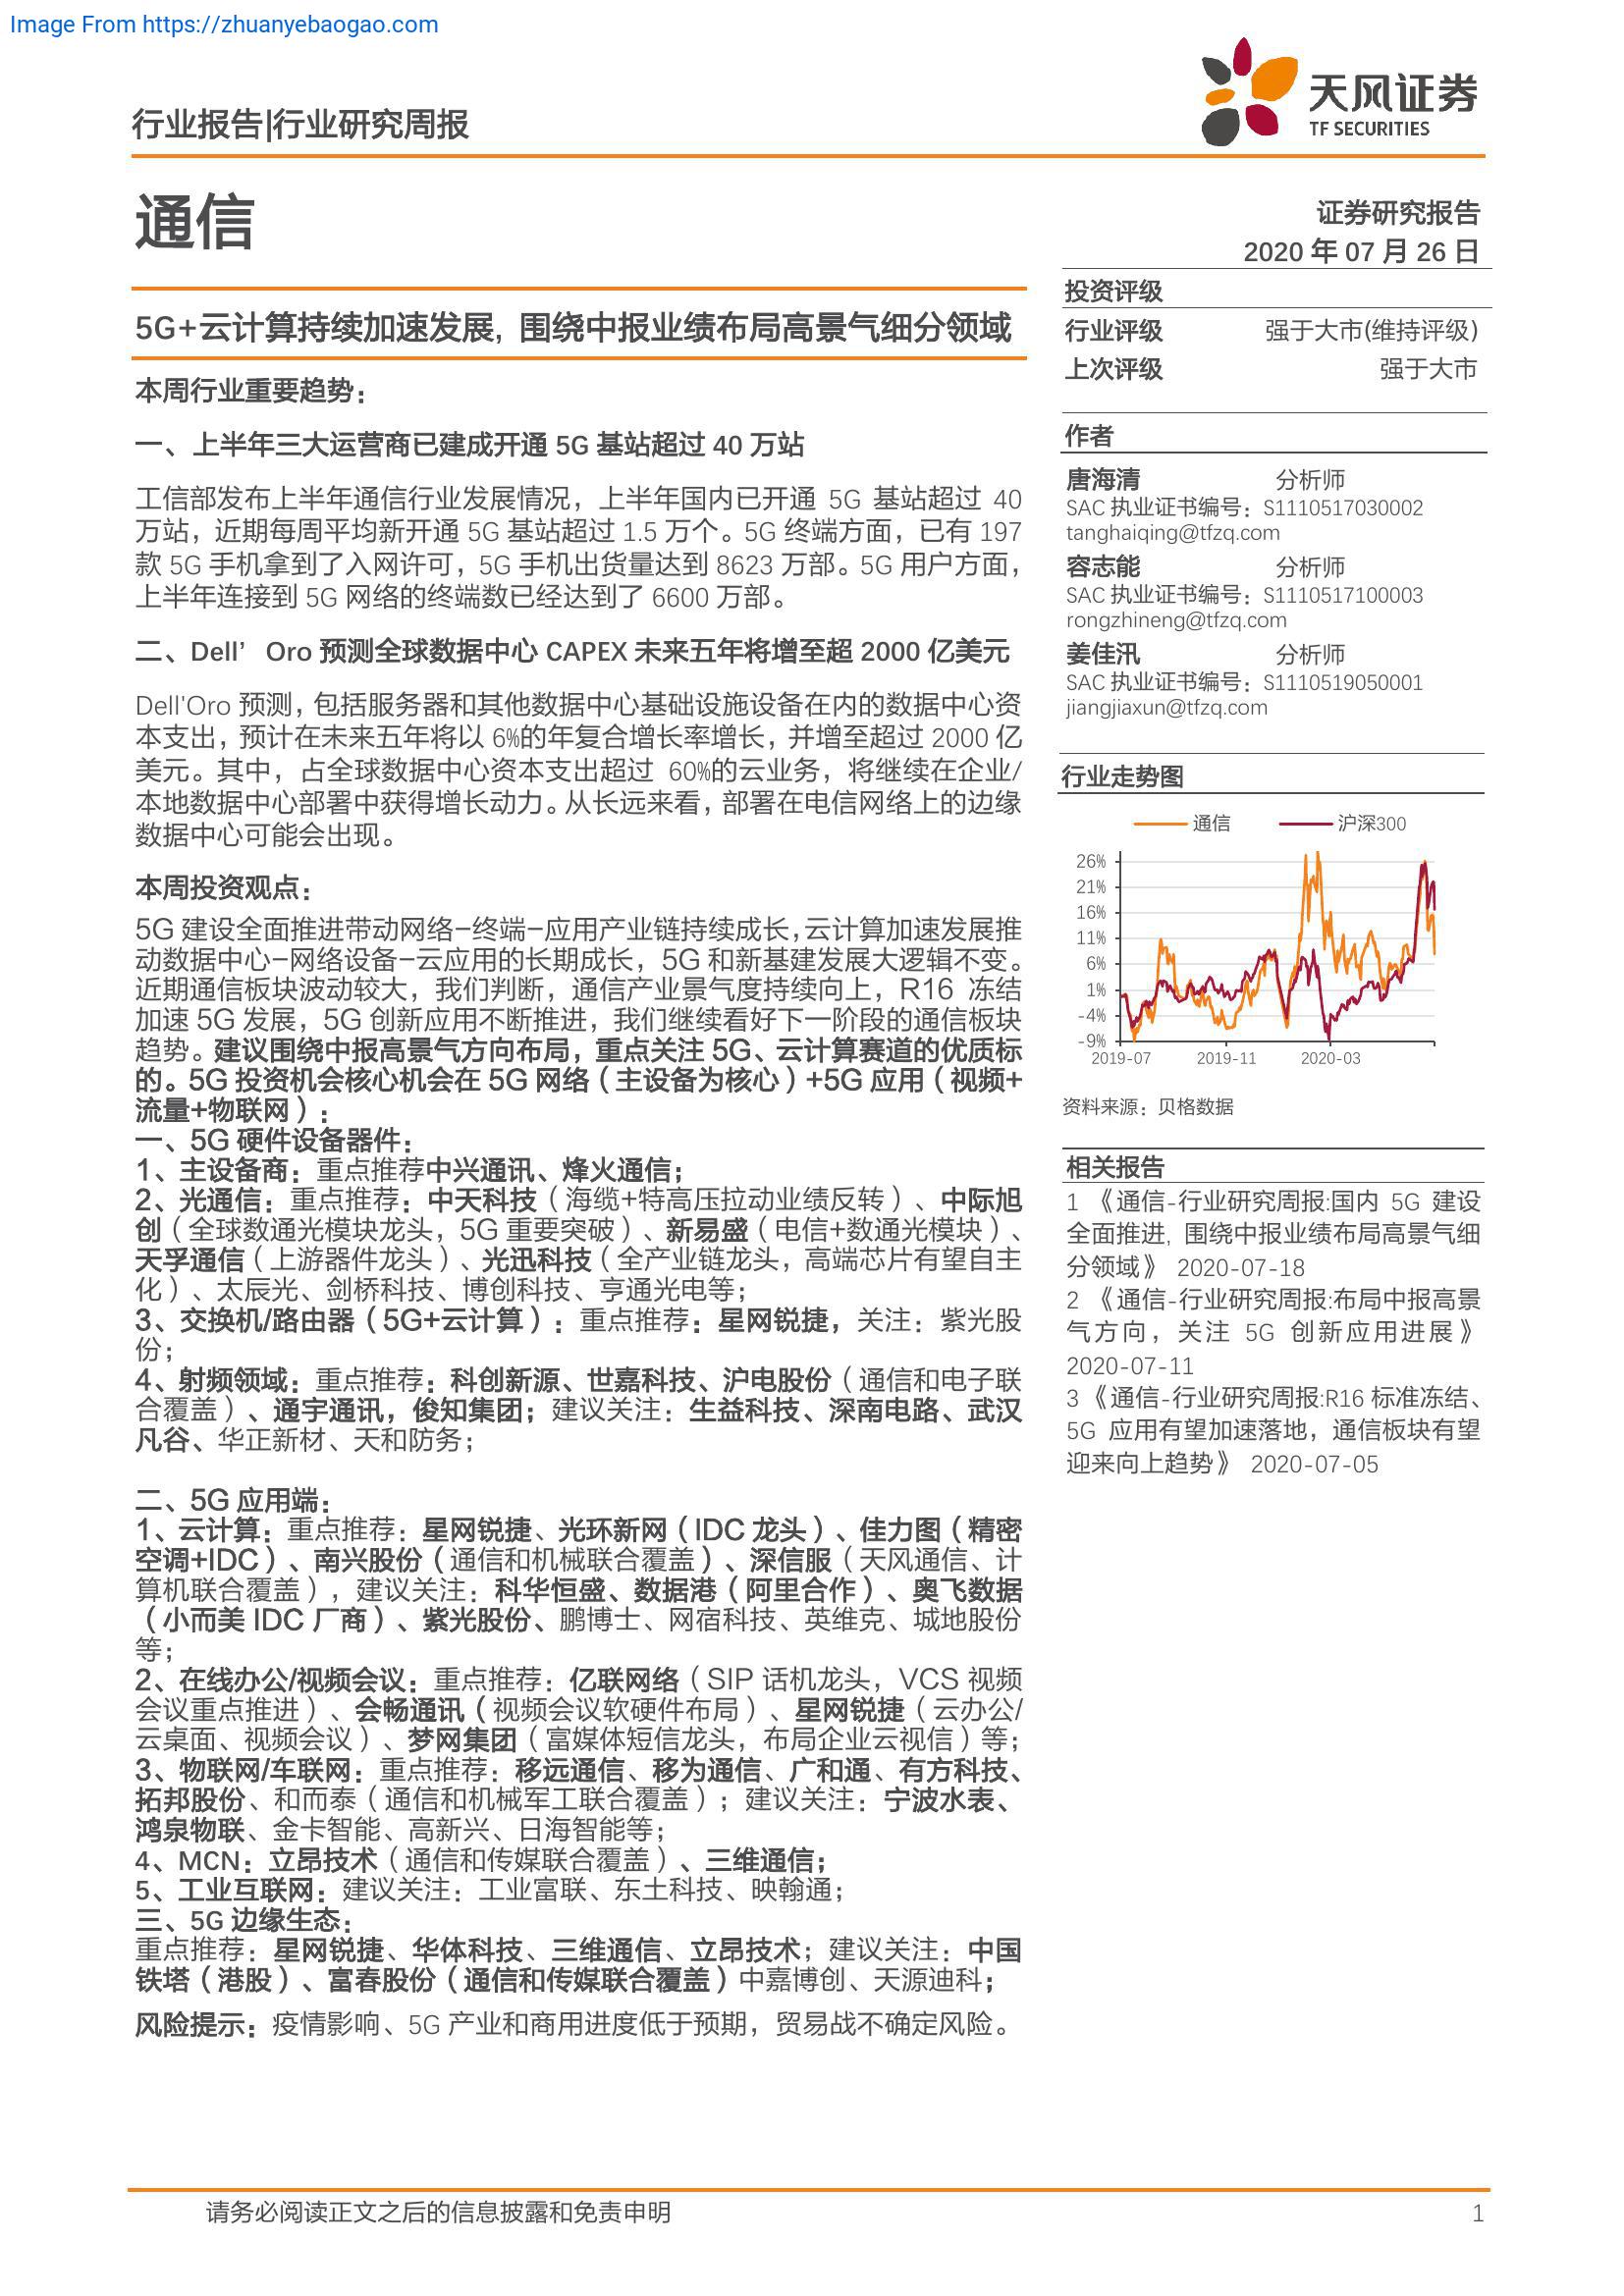 Image From https://zhuanyebaogao.com
行业报告|行业研究周报
天风证券
TF SECURITIES
通信
5G+云计算持续加速发展, 围绕中报业绩布局高景气细分领域
本周行业重要趋势：
一、上半年三大运营商已建成开通 5G 基站超过 40 万站
工信部发布上半年通信行业发展情况，上半年国内已开通 5G 基站超过 40
万站，近期每周平均新开通 5G 基站超过 1.5 万个。5G 终端方面，已有 197
款 5G 手机拿到了入网许可，5G 手机出货量达到 8623 万部。5G 用户方面，
上半年连接到 5G 网络的终端数已经达到了 6600 万部。
二、Dell’Oro 预测全球数据中心 CAPEX 未来五年将增至超 2000 亿美元
Dell'Oro 预测，包括服务器和其他数据中心基础设施设备在内的数据中心资
本支出，预计在未来五年将以 6%的年复合增长率增长，并增至超过 2000 亿
美元。其中，占全球数据中心资本支出超过 60%的云业务，将继续在企业/
本地数据中心部署中获得增长动力。从长远来看，部署在电信网络上的边缘
数据中心可能会出现。
本周投资观点：
5G 建设全面推进带动网络–终端–应用产业链持续成长，云计算加速发展推
动数据中心–网络设备–云应用的长期成长，5G 和新基建发展大逻辑不变。
近期通信板块波动较大，我们判断，通信产业景气度持续向上，R16 冻结
加速 5G 发展，5G 创新应用不断推进，我们继续看好下一阶段的通信板块
趋势。建议围绕中报高景气方向布局，重点关注 5G、云计算赛道的优质标
的。5G 投资机会核心机会在 5G 网络（主设备为核心）+5G 应用（视频+
流量+物联网）：
一、5G 硬件设备器件：
1、主设备商：重点推荐中兴通讯、烽火通信；
2、光通信：重点推荐：中天科技（海缆+特高压拉动业绩反转）、中际旭
创（全球数通光模块龙头，5G 重要突破）、新易盛（电信+数通光模块）、
天孚通信（上游器件龙头）、光迅科技（全产业链龙头，高端芯片有望自主
化）、太辰光、剑桥科技、博创科技、亨通光电等；
3、交换机/路由器（5G+云计算）：重点推荐：星网锐捷，关注：紫光股
份；
4、射频领域：重点推荐：科创新源、世嘉科技、沪电股份（通信和电子联
合覆盖）、通宇通讯，俊知集团；建议关注：生益科技、深南电路、武汉
凡谷、华正新材、天和防务；
二、5G 应用端：
1、云计算：重点推荐：星网锐捷、光环新网（IDC 龙头）、佳力图（精密
空调+IDC）、南兴股份（通信和机械联合覆盖）、深信服（天风通信、计
算机联合覆盖），建议关注：科华恒盛、数据港（阿里合作）、奥飞数据
（小而美 IDC 厂商）、紫光股份、鹏博士、网宿科技、英维克、城地股份
等；
2、在线办公/视频会议：重点推荐：亿联网络（SIP 话机龙头，VCS 视频
会议重点推进）、会畅通讯（视频会议软硬件布局）、星网锐捷（云办公/
云桌面、视频会议）、梦网集团（富媒体短信龙头，布局企业云视信）等；
3、物联网/车联网：重点推荐：移远通信、移为通信、广和通、有方科技、
拓邦股份、和而泰（通信和机械军工联合覆盖）；建议关注：宁波水表、
鸿泉物联、金卡智能、高新兴、日海智能等；
4、MCN：立昂技术（通信和传媒联合覆盖）、三维通信；
5、工业互联网：建议关注：工业富联、东土科技、映翰通；
三、5G 边缘生态：
重点推荐：星网锐捷、华体科技、三维通信、立昂技术；建议关注：中国
铁塔（港股）、富春股份（通信和传媒联合覆盖）中嘉博创、天源迪科；
风险提示：疫情影响、5G 产业和商用进度低于预期，贸易战不确定风险。
证券研究报告
2020 年 07 月 26 日
投资评级
行业评级 强于大市(维持评级)
上次评级 强于大市
作者
唐海清 分析师
SAC 执业证书编号：S1110517030002
tanghaiqing@tfzq.com
容志能 分析师
SAC 执业证书编号：S1110517100003
rongzhineng@tfzq.com
姜佳汛 分析师
SAC 执业证书编号：S1110519050001
jiangjiaxun@tfzq.com
行业走势图
通信 沪深300
26%
21%
16%
11%
6%
1%
-4%
-9%
2019-07 2019-11 2020-03
资料来源：贝格数据
相关报告
1 《通信-行业研究周报:国内 5G 建设
全面推进, 围绕中报业绩布局高景气细
分领域》 2020-07-18
2 《通信-行业研究周报:布局中报高景
气方向，关注 5G 创新应用进展》
2020-07-11
3 《通信-行业研究周报:R16 标准冻结、
5G 应用有望加速落地，通信板块有望
迎来向上趋势》 2020-07-05
请务必阅读正文之后的信息披露和免责申明 1